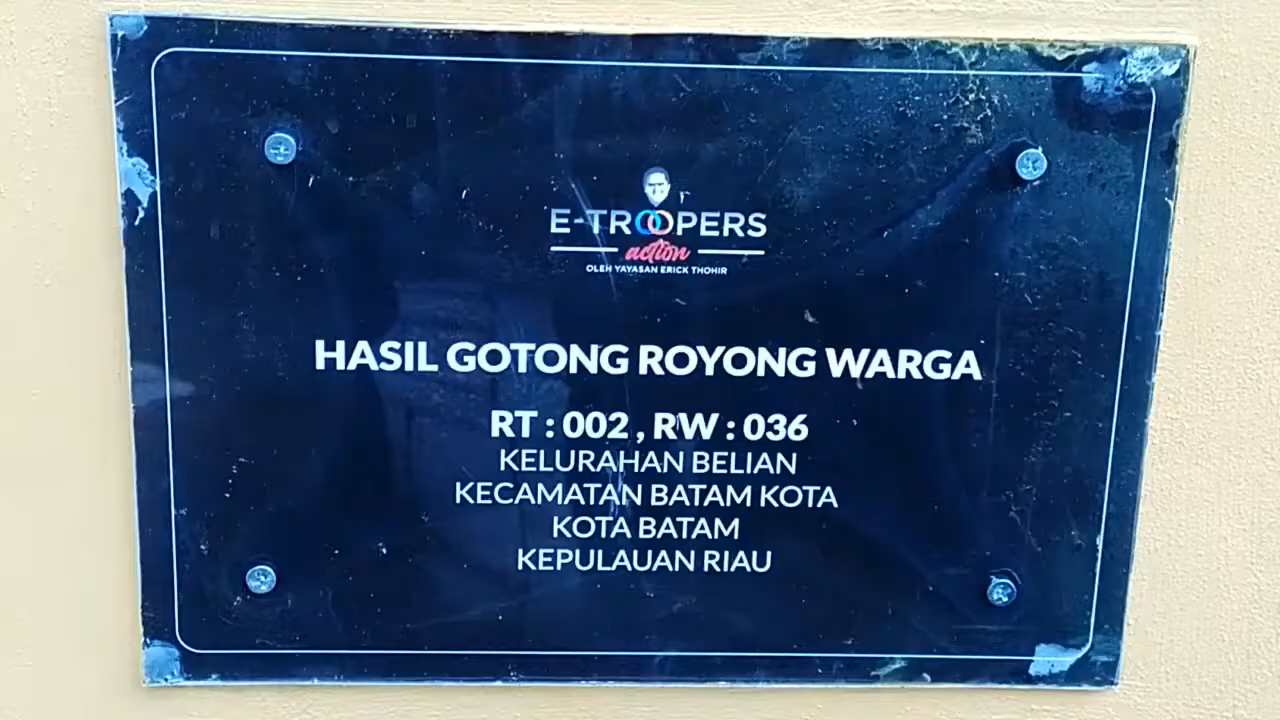 E-TROOPERS
action
OLEH YAYASAN ERICK THOHIR
HASIL GOTONG ROYONG WARGA
RT : 002 , RW : 036
KELURAHAN BELIAN
KECAMATAN BATAM KOTA
KOTA BATAM
KEPULAUAN RIAU